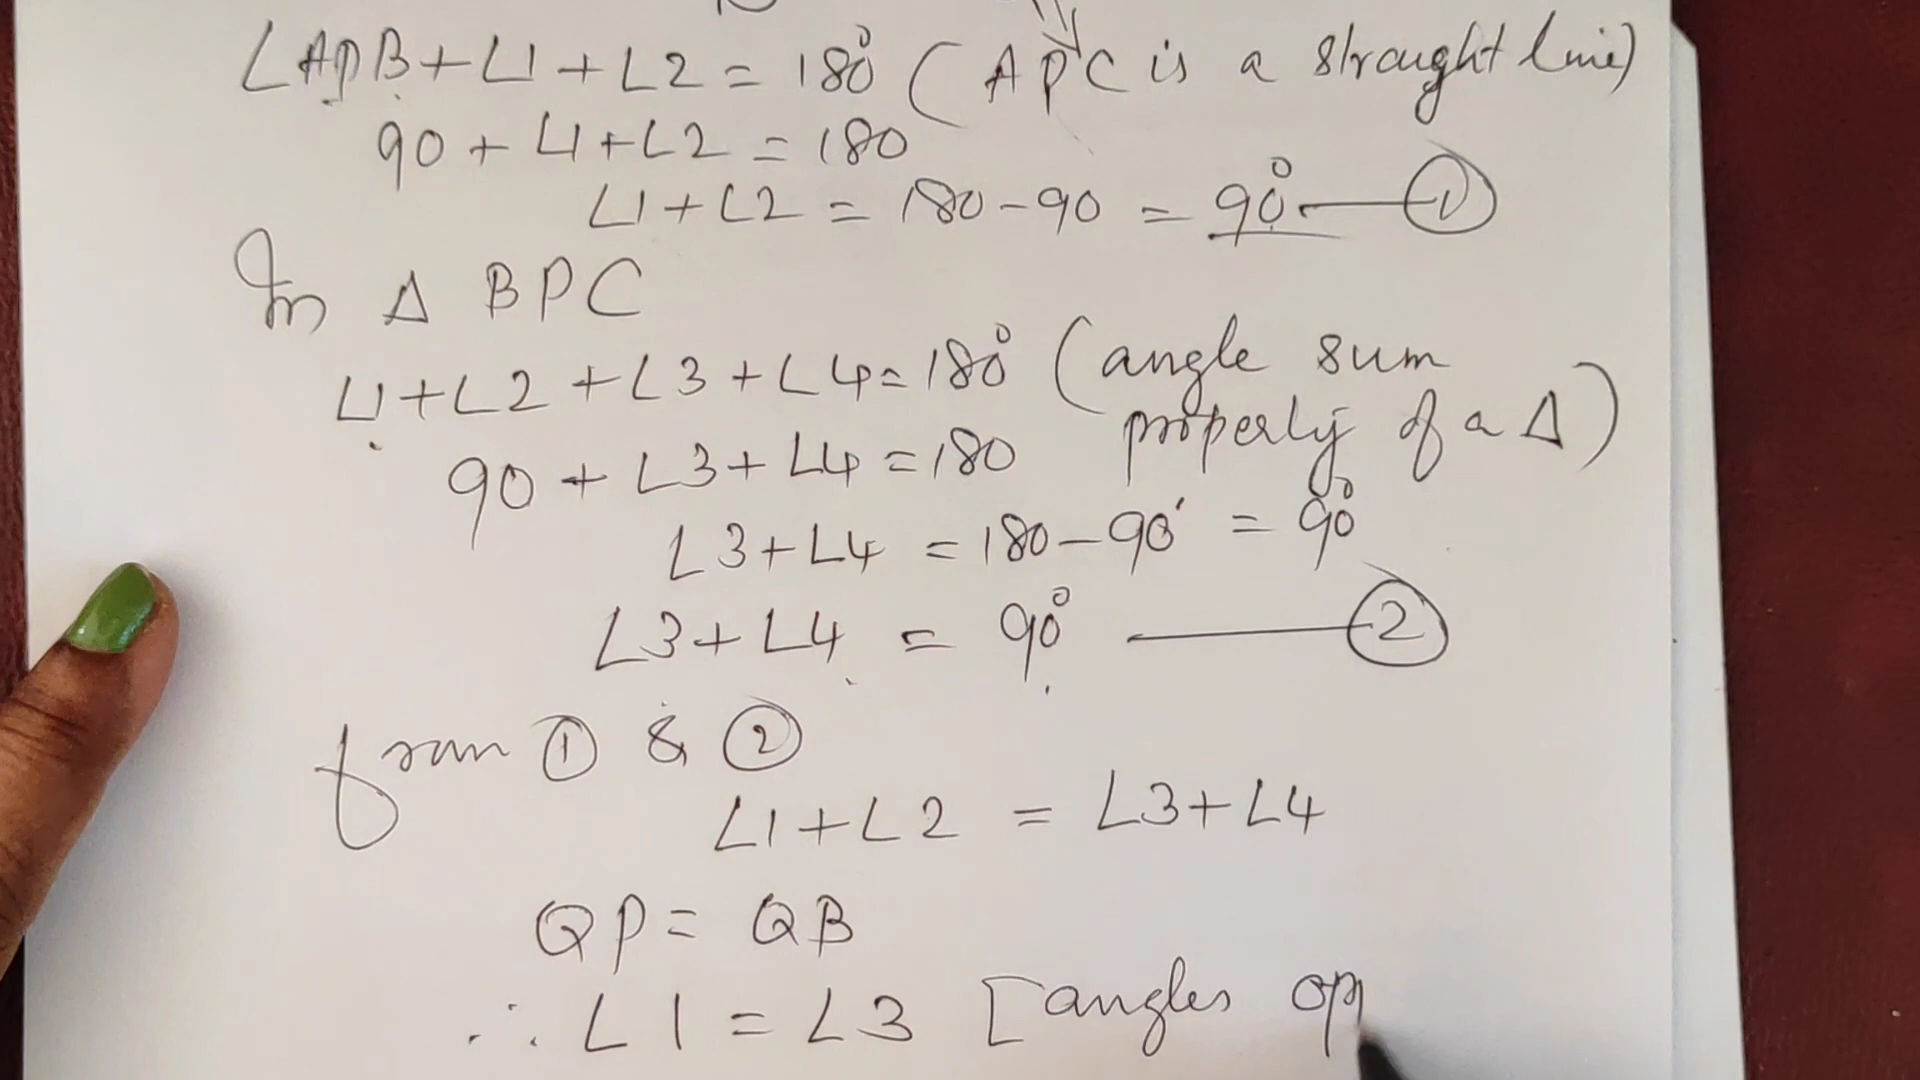 ∠APB + ∠1 + ∠2 = 180° (APC is a straught line)
90 + ∠1 + ∠2 = 180
∠1 + ∠2 = 180 - 90 = 90° — ①
In Δ BPC
∠1 + ∠2 + ∠3 + ∠4 = 180° (angle sum
property of a Δ)
90 + ∠3 + ∠4 = 180
∠3 + ∠4 = 180 - 90° = 90°
∠3 + ∠4 = 90° — ②
from ① & ②
∠1 + ∠2 = ∠3 + ∠4
QP = QB
∴ ∠1 = ∠3 [angles opp